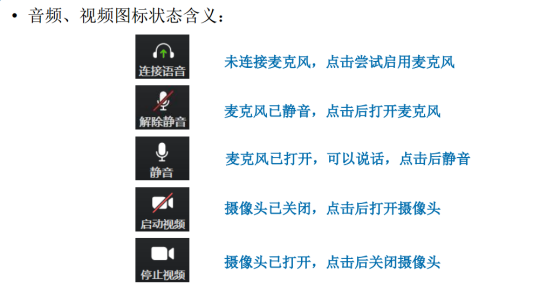 • 音频、视频图标状态含义：
连接语音
未连接麦克风，点击尝试启用麦克风
解除静音
麦克风已静音，点击后打开麦克风
静音
麦克风已打开，可以说话，点击后静音
启动视频
摄像头已关闭，点击后打开摄像头
停止视频
摄像头已打开，点击后关闭摄像头